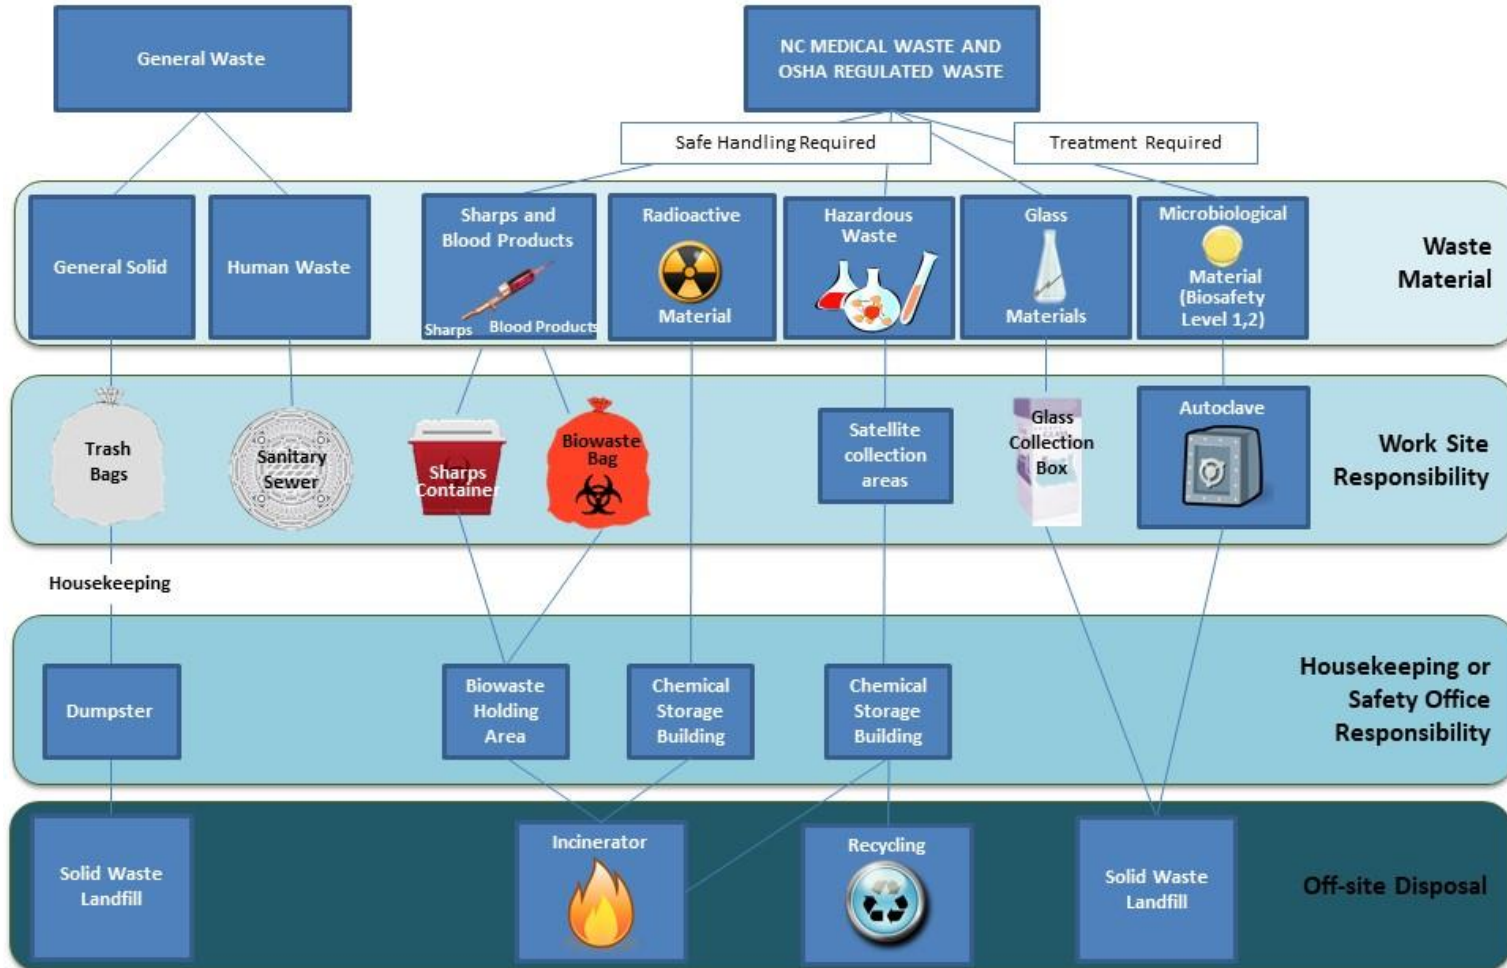 General Waste
NC MEDICAL WASTE AND
OSHA REGULATED WASTE
Safe Handling Required
Treatment Required
General Solid
Human Waste
Sharps and
Blood Products
Sharps
Blood Products
Radioactive
Material
Hazardous
Waste
Glass
Materials
Microbiological
Material
(Biosafety
Level 1,2)
Waste
Material
Trash
Bags
Sanitary
Sewer
Sharps
Container
Biowaste
Bag
Satellite
collection
areas
Glass
Collection
Box
Autoclave
Work Site
Responsibility
Housekeeping
Dumpster
Biowaste
Holding
Area
Chemical
Storage
Building
Chemical
Storage
Building
Housekeeping or
Safety Office
Responsibility
Solid Waste
Landfill
Incinerator
Recycling
Solid Waste
Landfill
Off-site Disposal